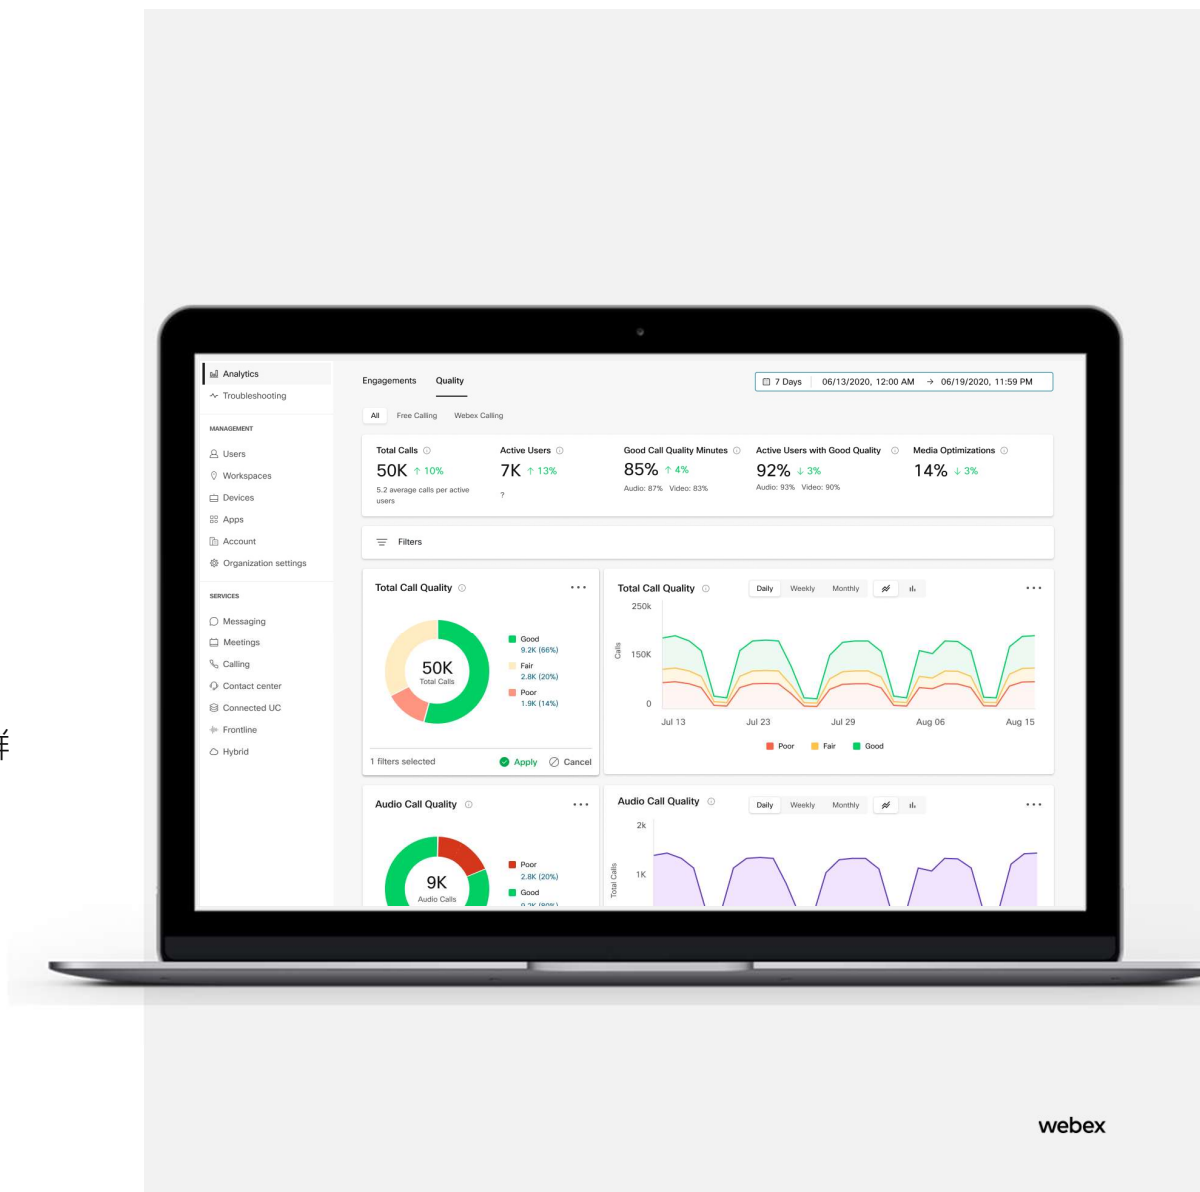 Analytics
Troubleshooting
MANAGEMENT
Users
Workspaces
Devices
Apps
Account
Organization settings
SERVICES
Messaging
Meetings
Calling
Contact center
Connected UC
Frontline
Hybrid
Engagements Quality
7 Days 06/13/2020, 12:00 AM → 06/19/2020, 11:59 PM
All Free Calling Webex Calling
Total Calls
50K ↑ 10%
5.2 average calls per active
users
Active Users
7K ↑ 13%
?
Good Call Quality Minutes
85% ↑ 4%
Audio: 87% Video: 83%
Active Users with Good Quality
92% ↓ 3%
Audio: 93% Video: 90%
Media Optimizations
14% ↓ 3%
Filters
Total Call Quality
50K
Total Calls
Good
9.2K (66%)
Fair
2.8K (20%)
Poor
1.9K (14%)
1 filters selected Apply Cancel
Total Call Quality Daily Weekly Monthly
250k
150K
0
Calls
Jul 13 Jul 23 Jul 29 Aug 06 Aug 15
Poor Fair Good
Audio Call Quality
9K
Audio Calls
Poor
2.8K (20%)
Good
9.2K (80%)
Audio Call Quality Daily Weekly Monthly
2k
1K
Total Calls
webex